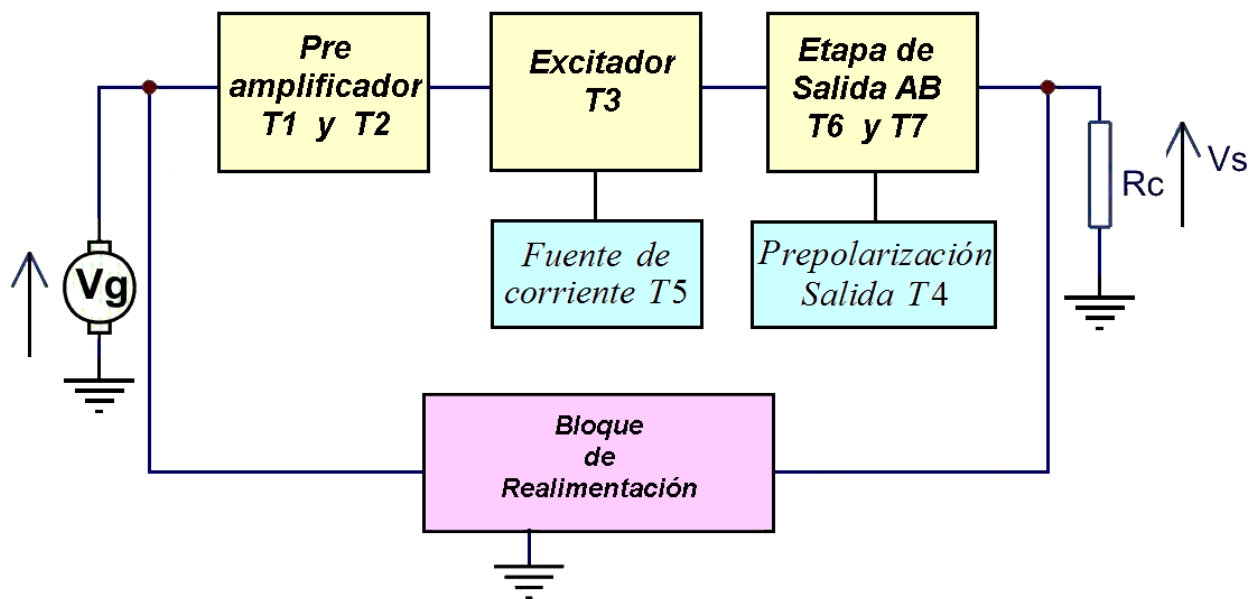 Pre
amplificador
T1 y T2
Excitador
T3
Etapa de
Salida AB
T6 y T7
Vg
Rc
Vs
Fuente de
corriente T5
Prepolarización
Salida T4
Bloque
de
Realimentación